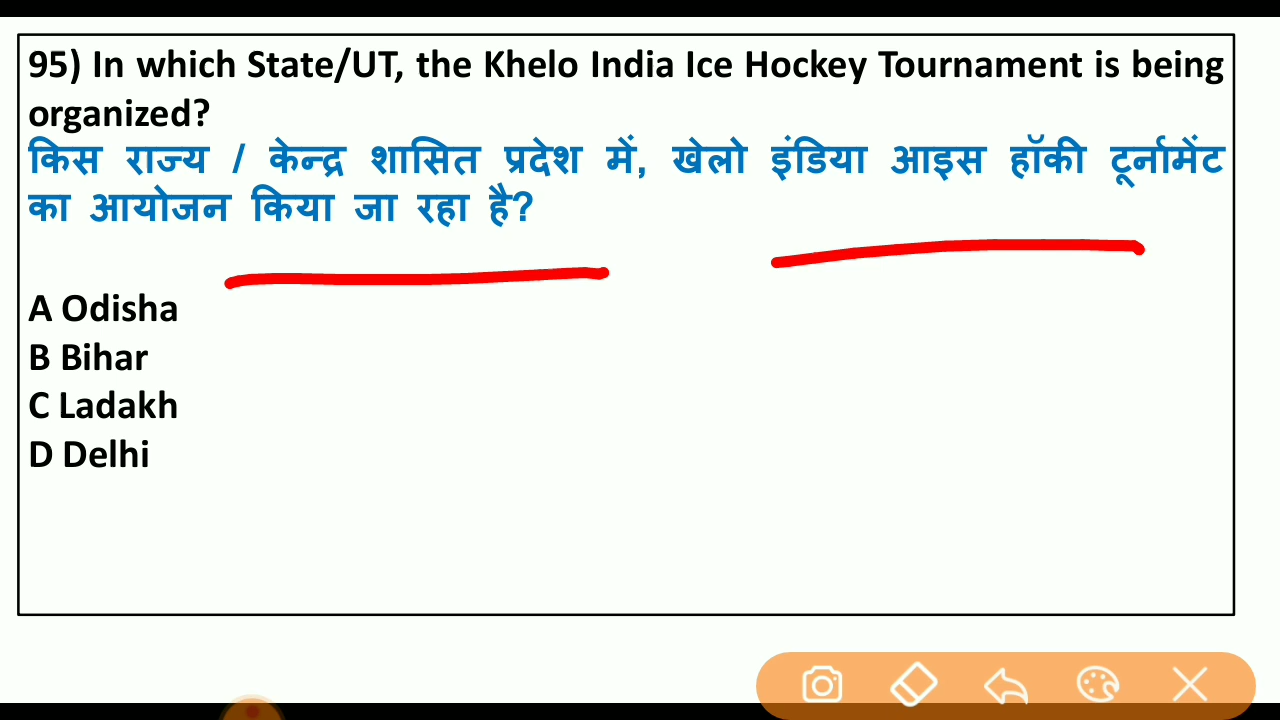 95) In which State/UT, the Khelo India Ice Hockey Tournament is being
organized?
किस राज्य / केन्द्र शासित प्रदेश में, खेलो इंडिया आइस हॉकी टूर्नामेंट
का आयोजन किया जा रहा है?
A Odisha
B Bihar
C Ladakh
D Delhi